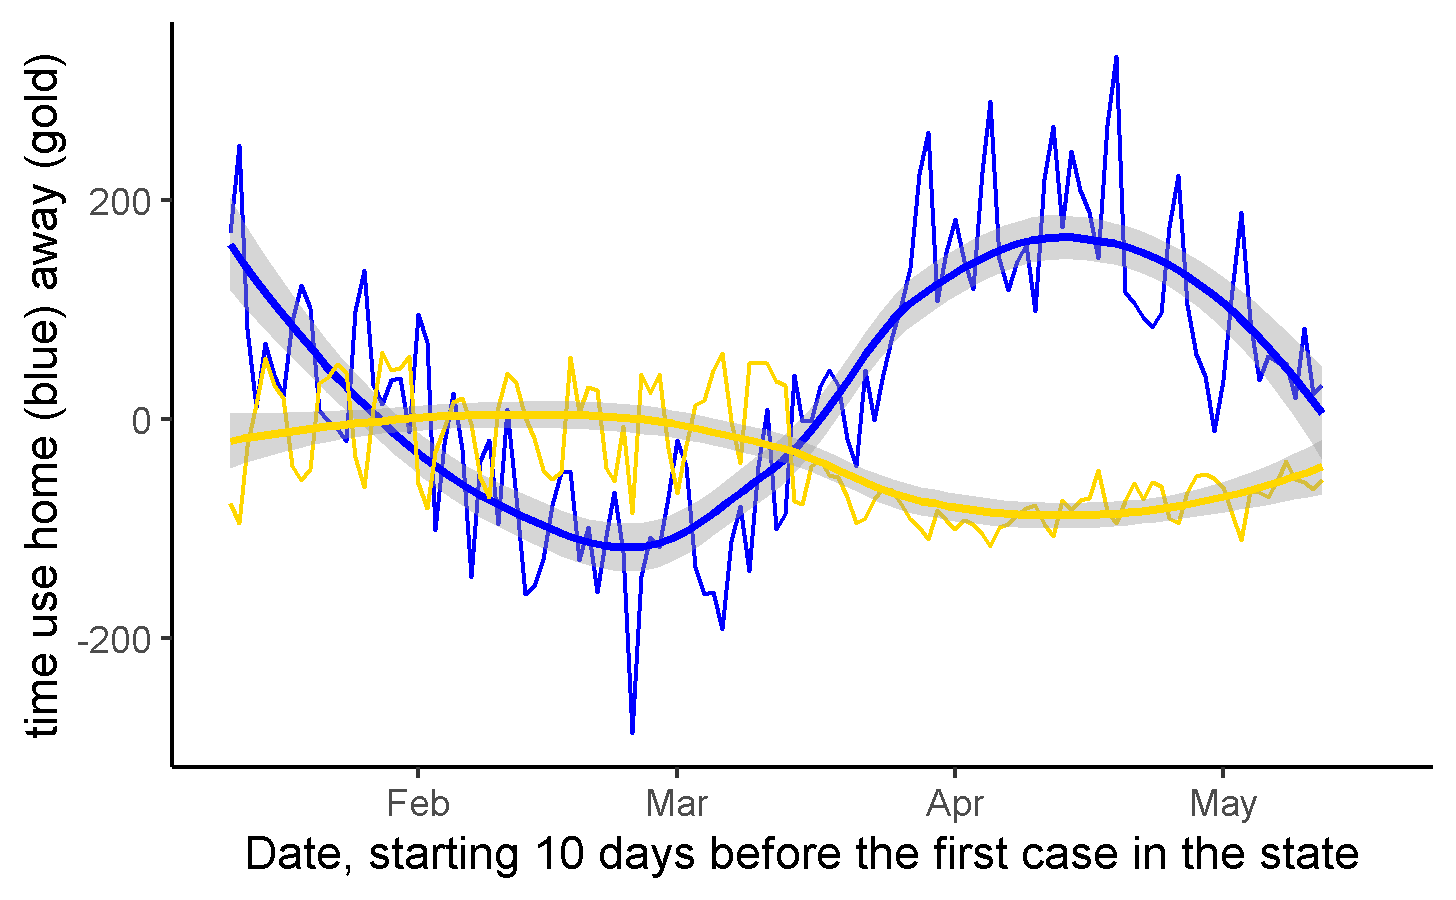 time use home (blue) away (gold)
200
0
-200
Feb
Mar
Apr
May
Date, starting 10 days before the first case in the state